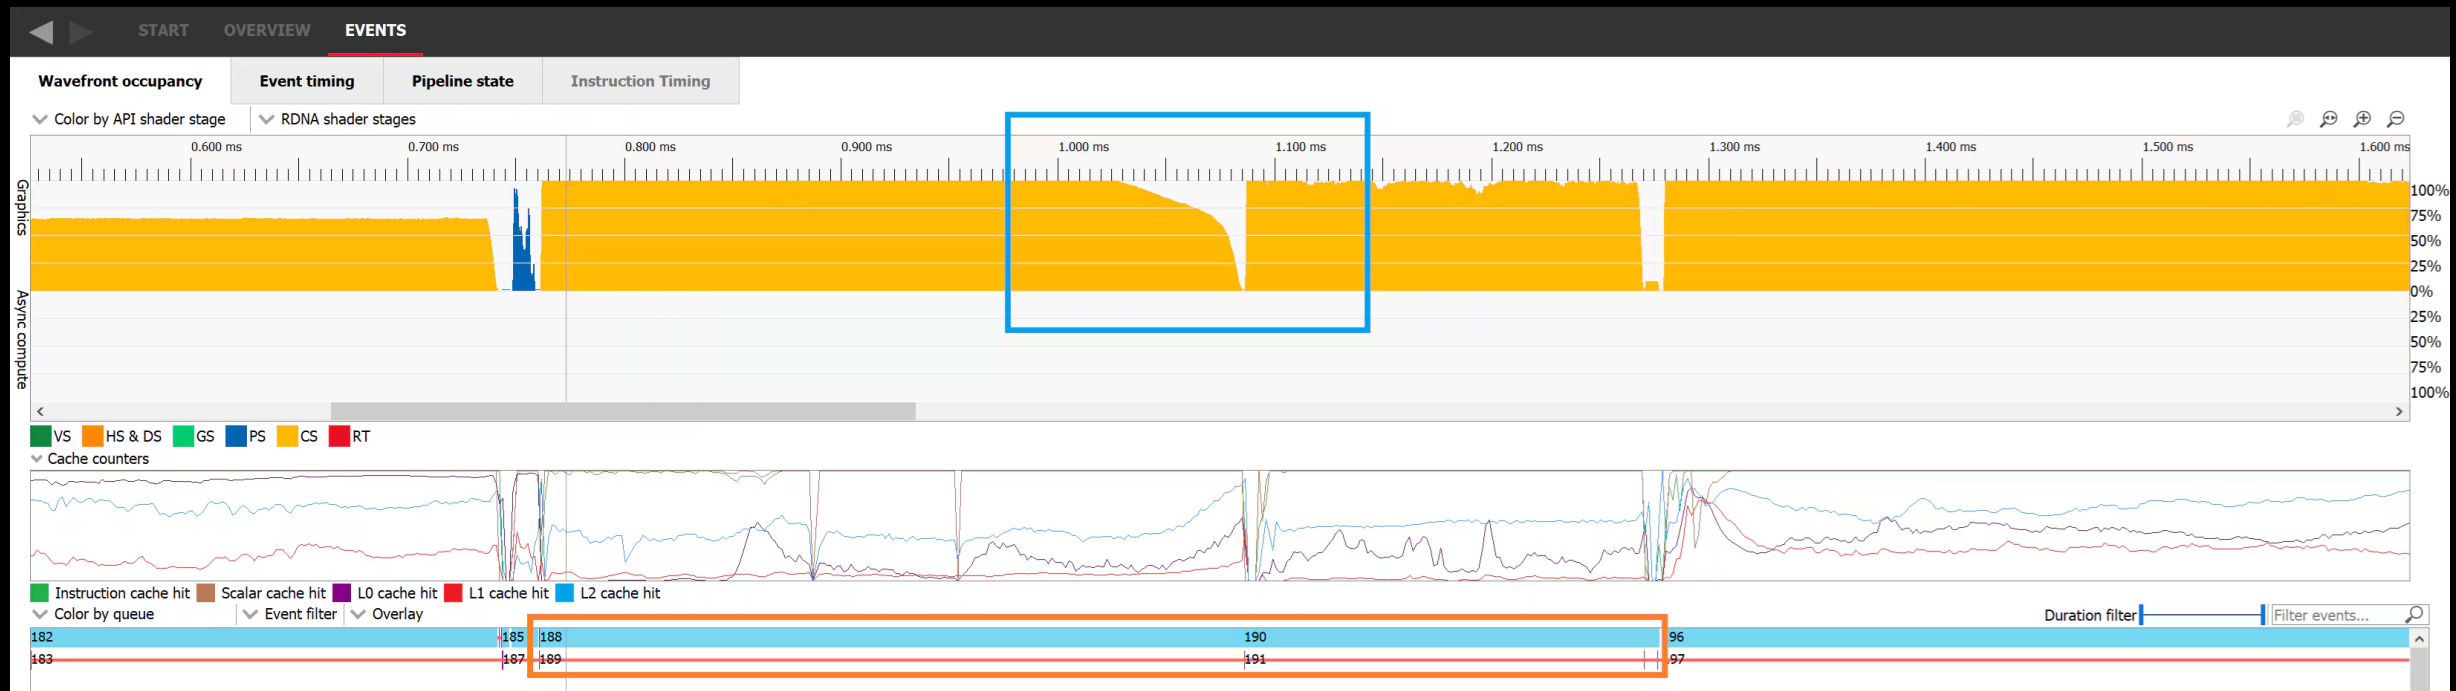 START OVERVIEW EVENTS
Wavefront occupancy Event timing Pipeline state Instruction Timing
Color by API shader stage RDNA shader stages
0.600 ms 0.700 ms 0.800 ms 0.900 ms 1.000 ms 1.100 ms 1.200 ms 1.300 ms 1.400 ms 1.500 ms 1.600 ms
Graphics
100%
75%
50%
25%
0%
Async compute
25%
50%
75%
100%
VS HS & DS GS PS CS RT
Cache counters
Instruction cache hit Scalar cache hit L0 cache hit L1 cache hit L2 cache hit
Color by queue Event filter Overlay Duration filter Filter events...
182 185 188 190 96
183 187 189 191 97